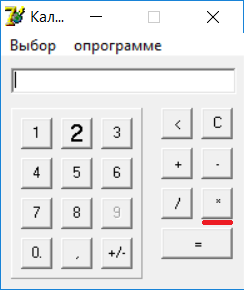 Кал...
Выбор опрограмме
1 2 3 < C
4 5 6 + -
7 8 9 / *
0. , +/- =